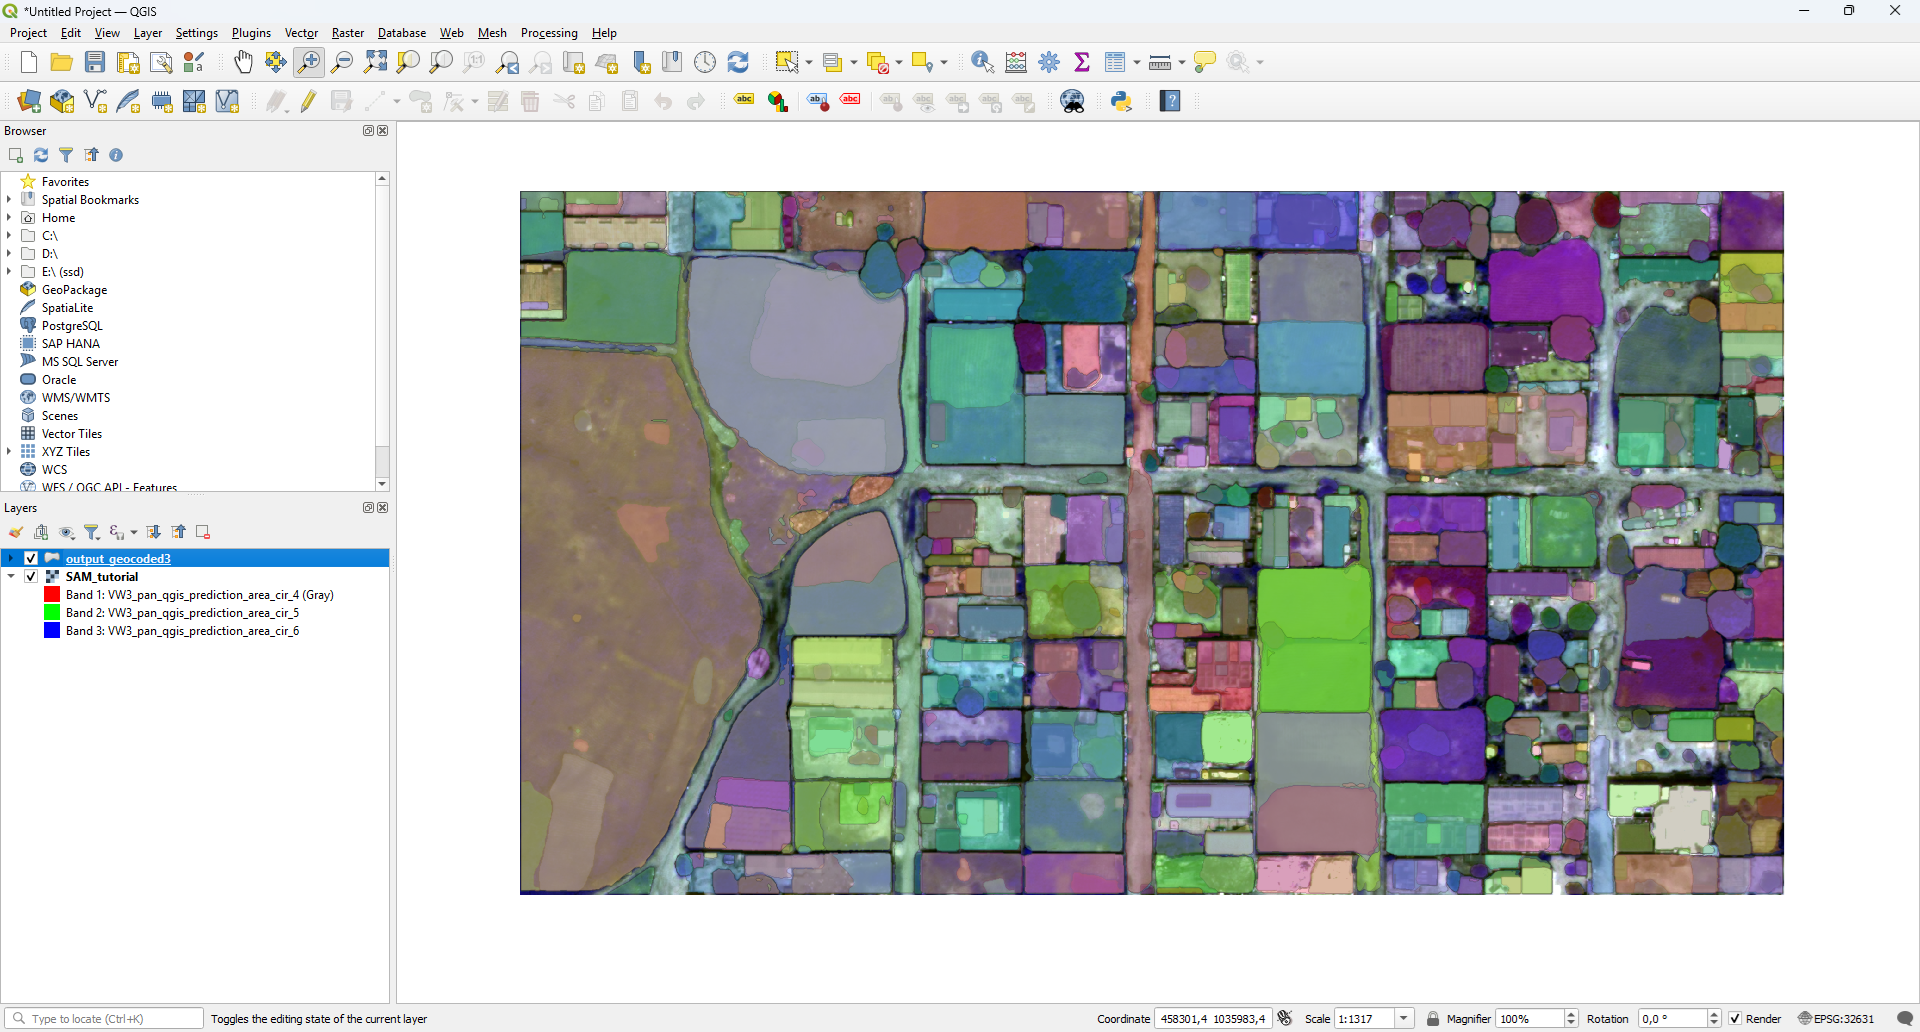 *Untitled Project — QGIS
Project Edit View Layer Settings Plugins Vector Raster Database Web Mesh Processing Help
abc abc
Browser
Favorites
Spatial Bookmarks
Home
C:\
D:\
E:\ (ssd)
GeoPackage
SpatiaLite
PostgreSQL
SAP HANA
MS SQL Server
Oracle
WMS/WMTS
Scenes
Vector Tiles
XYZ Tiles
WCS
WFS / OGC API - Features
Layers
output_geocoded3
SAM_tutorial
Band 1: VW3_pan_qgis_prediction_area_cir_4 (Gray)
Band 2: VW3_pan_qgis_prediction_area_cir_5
Band 3: VW3_pan_qgis_prediction_area_cir_6
Type to locate (Ctrl+K) Toggles the editing state of the current layer Coordinate 458301,4 1035983,4 Scale 1:1317 Magnifier 100% Rotation 0,0 ° Render EPSG:32631